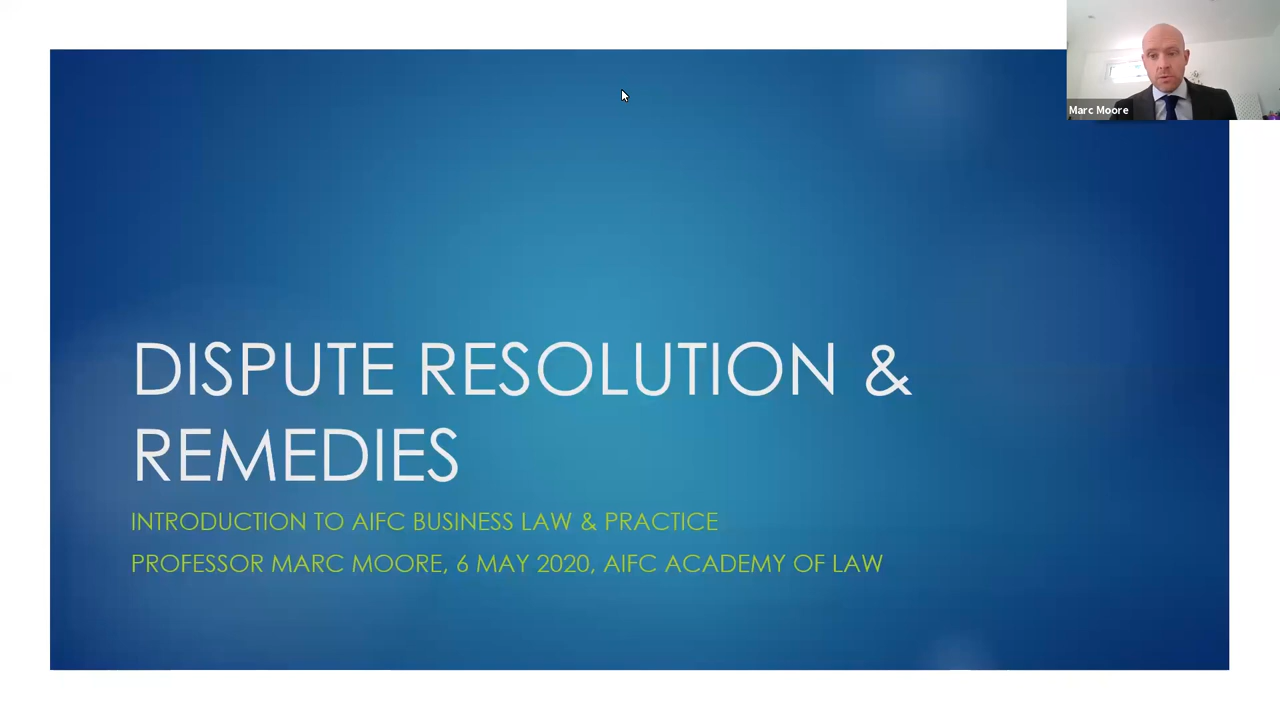 Marc Moore
DISPUTE RESOLUTION &
REMEDIES
INTRODUCTION TO AIFC BUSINESS LAW & PRACTICE
PROFESSOR MARC MOORE, 6 MAY 2020, AIFC ACADEMY OF LAW